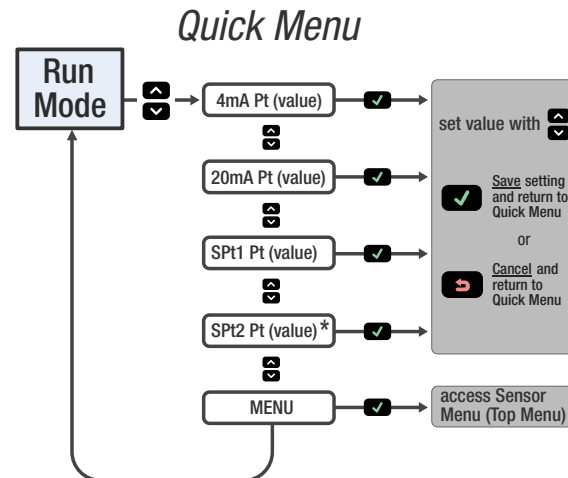 Quick Menu
Run
Mode
4mA Pt (value)
20mA Pt (value)
SPt1 Pt (value)
SPt2 Pt (value)*
MENU
set value with
Save setting
and return to
Quick Menu
or
Cancel and
return to
Quick Menu
access Sensor
Menu (Top Menu)